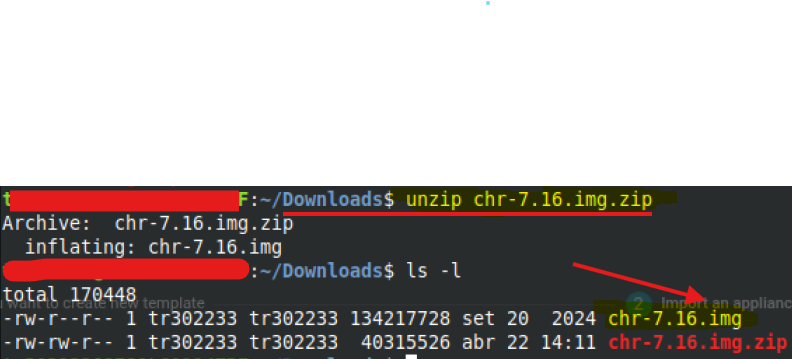 t F:~/Downloads$ unzip chr-7.16.img.zip
Archive:  chr-7.16.img.zip
  inflating: chr-7.16.img
:~/Downloads$ ls -l
total 170448
want to create new template
2 Import an applianc
-rw-r--r-- 1 tr302233 tr302233 134217728 set 20  2024 chr-7.16.img
-rw-rw-r-- 1 tr302233 tr302233  40315526 abr 22 14:11 chr-7.16.img.zip